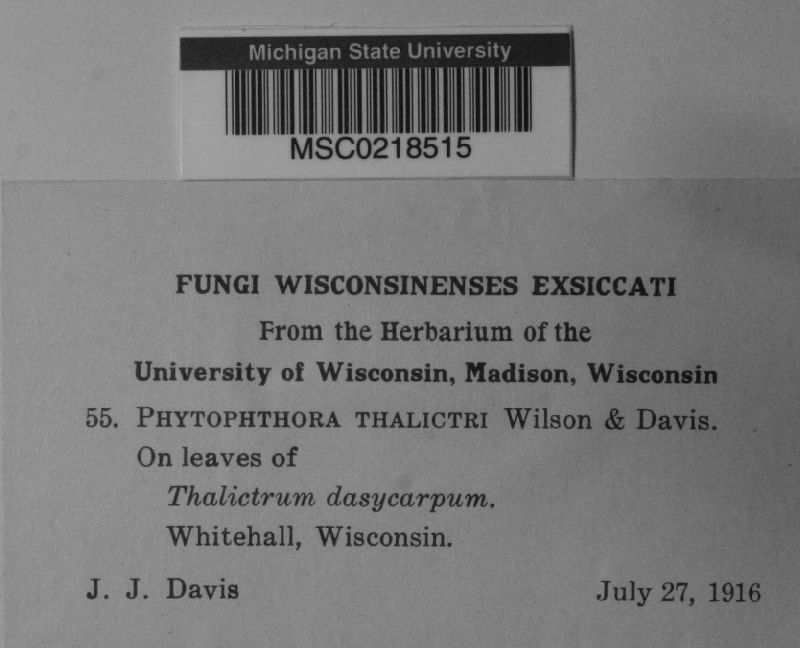 Michigan State University
MSC0218515
FUNGI WISCONSINENSES EXSICCATI
From the Herbarium of the
University of Wisconsin, Madison, Wisconsin
55. PHYTOPHTHORA THALICTRI Wilson & Davis.
On leaves of
Thalictrum dasycarpum.
Whitehall, Wisconsin.
J. J. Davis July 27, 1916